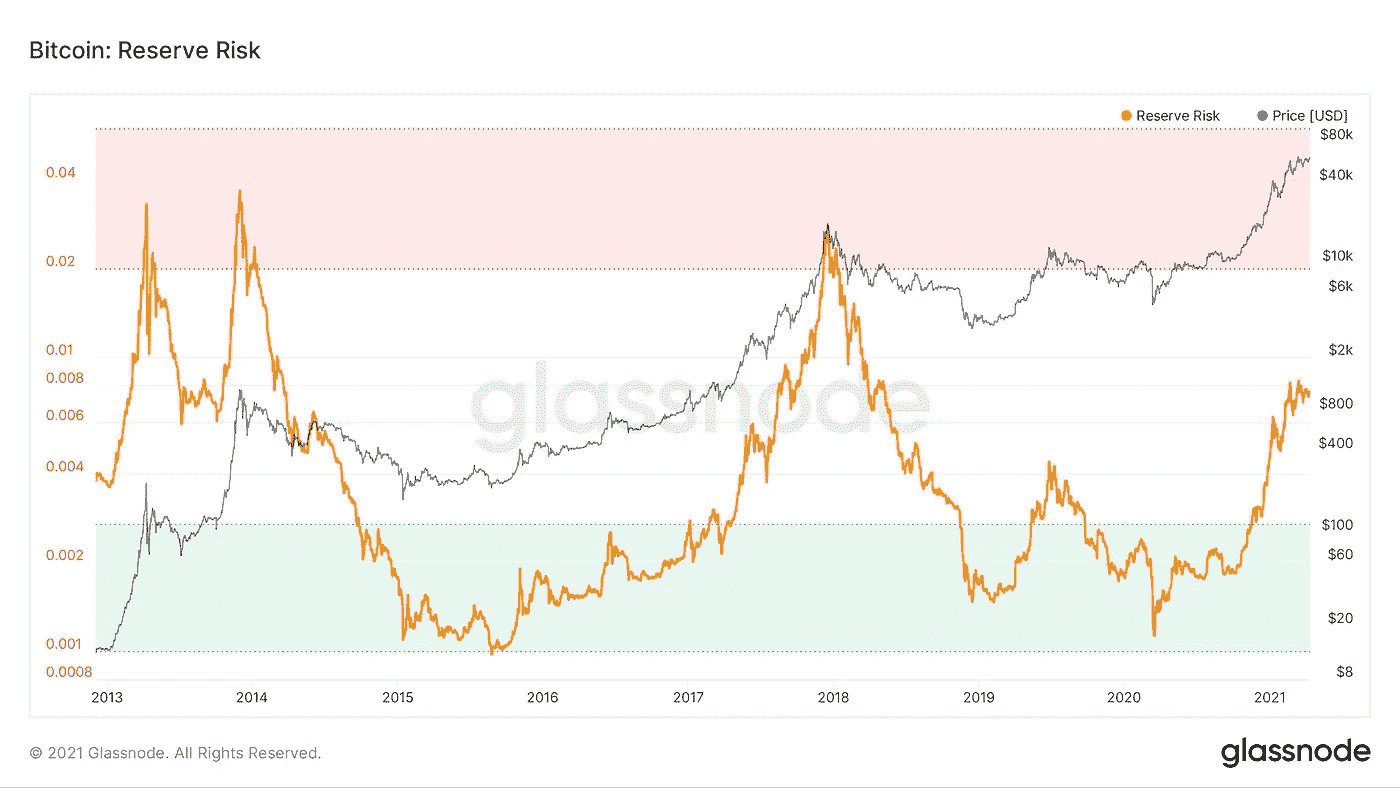 Bitcoin: Reserve Risk
Reserve Risk Price [USD]
0.04
0.02
0.01
0.008
0.006
0.004
0.002
0.001
0.0008
$80k
$40k
$10k
$6k
$2k
$800
$400
$100
$60
$20
$8
glassnode
2013 2014 2015 2016 2017 2018 2019 2020 2021
© 2021 Glassnode. All Rights Reserved.
glassnode